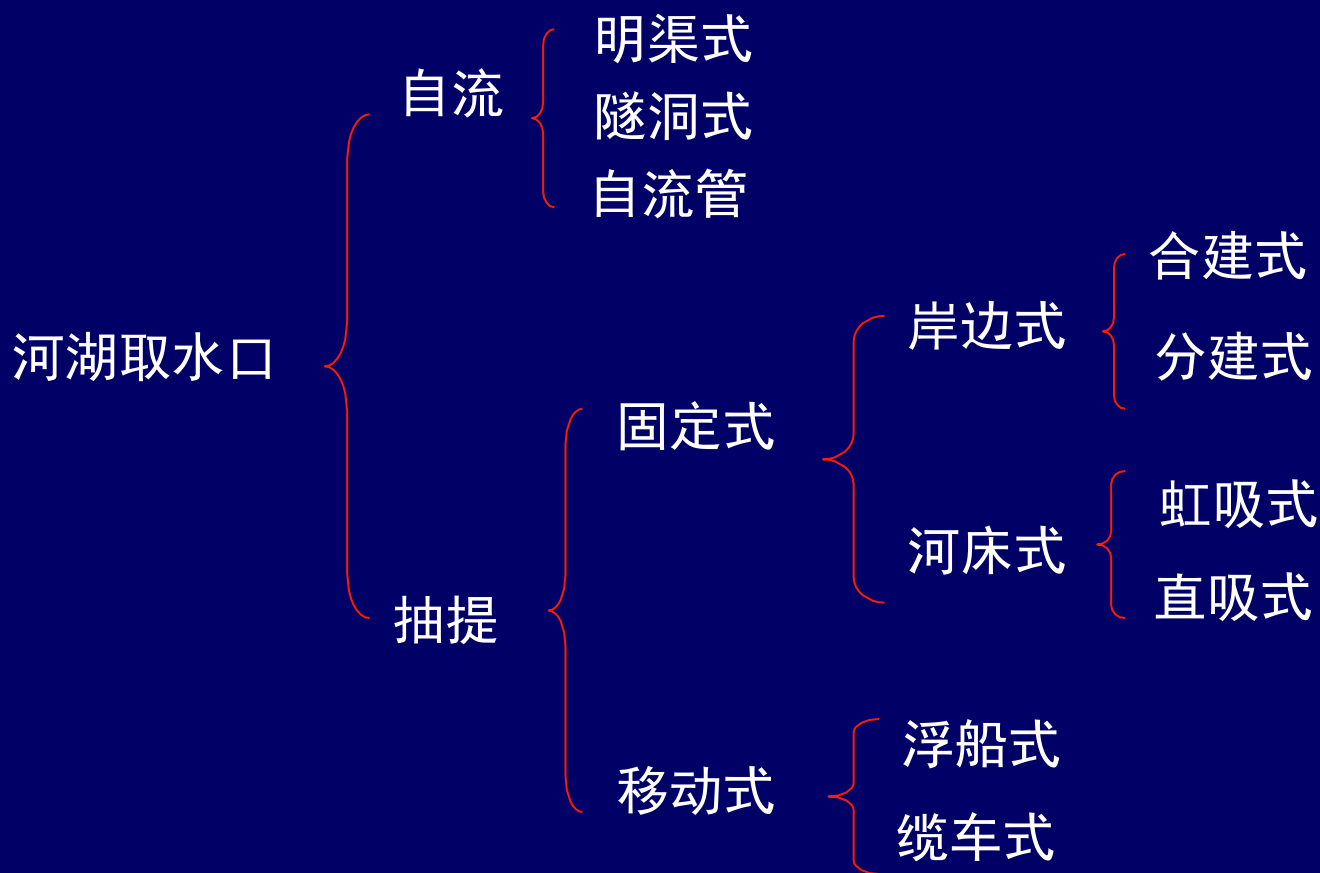 河湖取水口
自流
明渠式
隧洞式
自流管
抽提
固定式
岸边式
合建式
分建式
河床式
虹吸式
直吸式
移动式
浮船式
缆车式